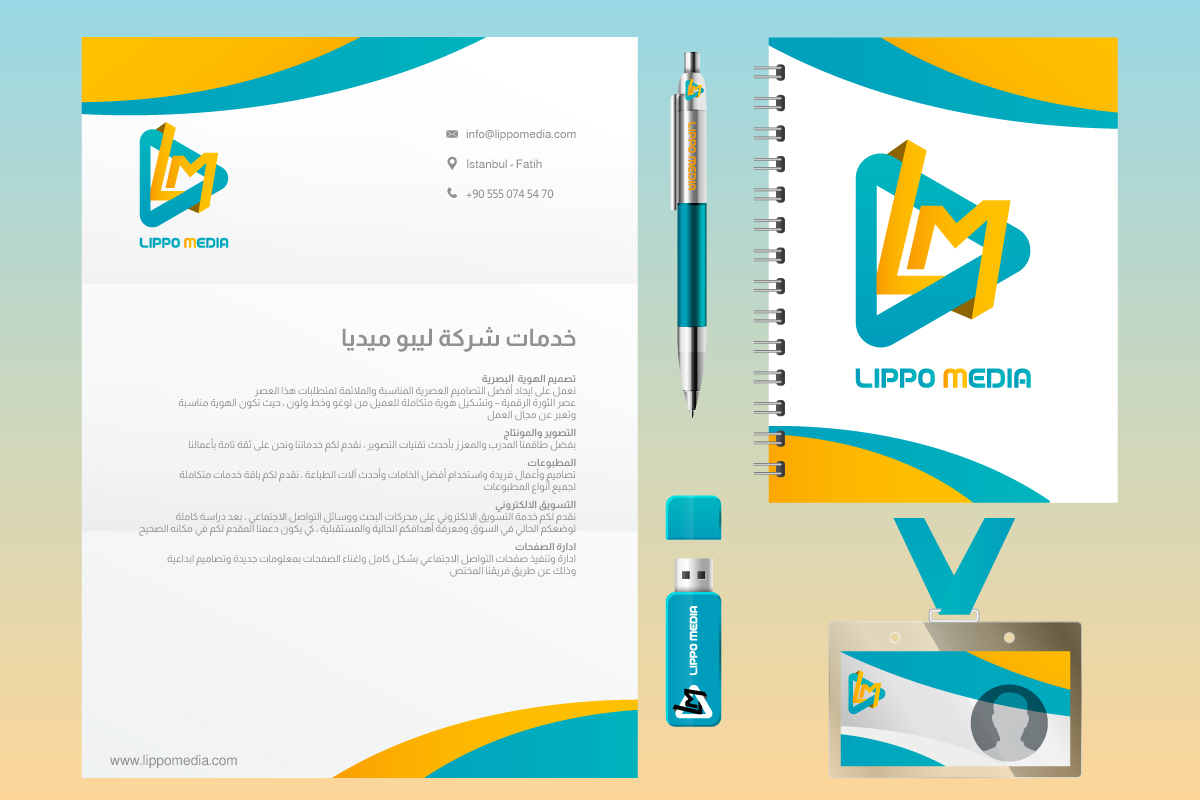 LIPPO MEDIA
info@lippomedia.com
Istanbul - Fatih
+90 555 074 54 70
خدمات شركة ليبو ميديا
تصميم الهوية البصرية
نعمل على ايجاد أفضل التصاميم العصرية المناسبة والملائمة لمتطلبات هذا العصر
عصر الثورة الرقمية – وتشكيل هوية متكاملة للعميل من لوغو وخط ولون ، حيث تكون الهوية مناسبة
وتعبر عن مجال العمل
التصوير والمونتاج
بفضل طاقمنا المدرب والمعزز بأحدث تقنيات التصوير ، نقدم لكم خدماتنا ونحن على ثقة تامة بأعمالنا
المطبوعات
تصاميم وأعمال فريدة واستخدام أفضل الخامات وأحدث آلات الطباعة ، نقدم لكم باقة خدمات متكاملة
لجميع أنواع المطبوعات
التسويق الالكتروني
نقدم لكم خدمة التسويق الالكتروني على محركات البحث ووسائل التواصل الاجتماعي ، بعد دراسة كاملة
لوضعكم الحالي في السوق ومعرفة أهدافكم الحالية والمستقبلية ، كي يكون دعمنا المقدم لكم في مكانه الصحيح
ادارة الصفحات
ادارة وتنفيذ صفحات التواصل الاجتماعي بشكل كامل واغناء الصفحات بمعلومات جديدة وتصاميم ابداعية
وذلك عن طريق فريقنا المختص
www.lippomedia.com
LIPPO MEDIA
LM
LIPPO MEDIA
LIPPO MEDIA
LM
LM